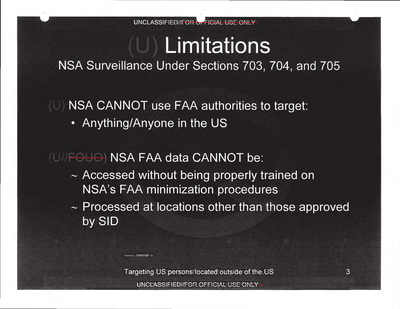 UNCLASSIFIED//FOR OFFICIAL USE ONLY
(U) Limitations
NSA Surveillance Under Sections 703, 704, and 705
(U) NSA CANNOT use FAA authorities to target:
• Anything/Anyone in the US
(U//FOUO) NSA FAA data CANNOT be:
~ Accessed without being properly trained on
NSA's FAA minimization procedures
~ Processed at locations other than those approved
by SID
Targeting US persons located outside of the US
3
UNCLASSIFIED//FOR OFFICIAL USE ONLY